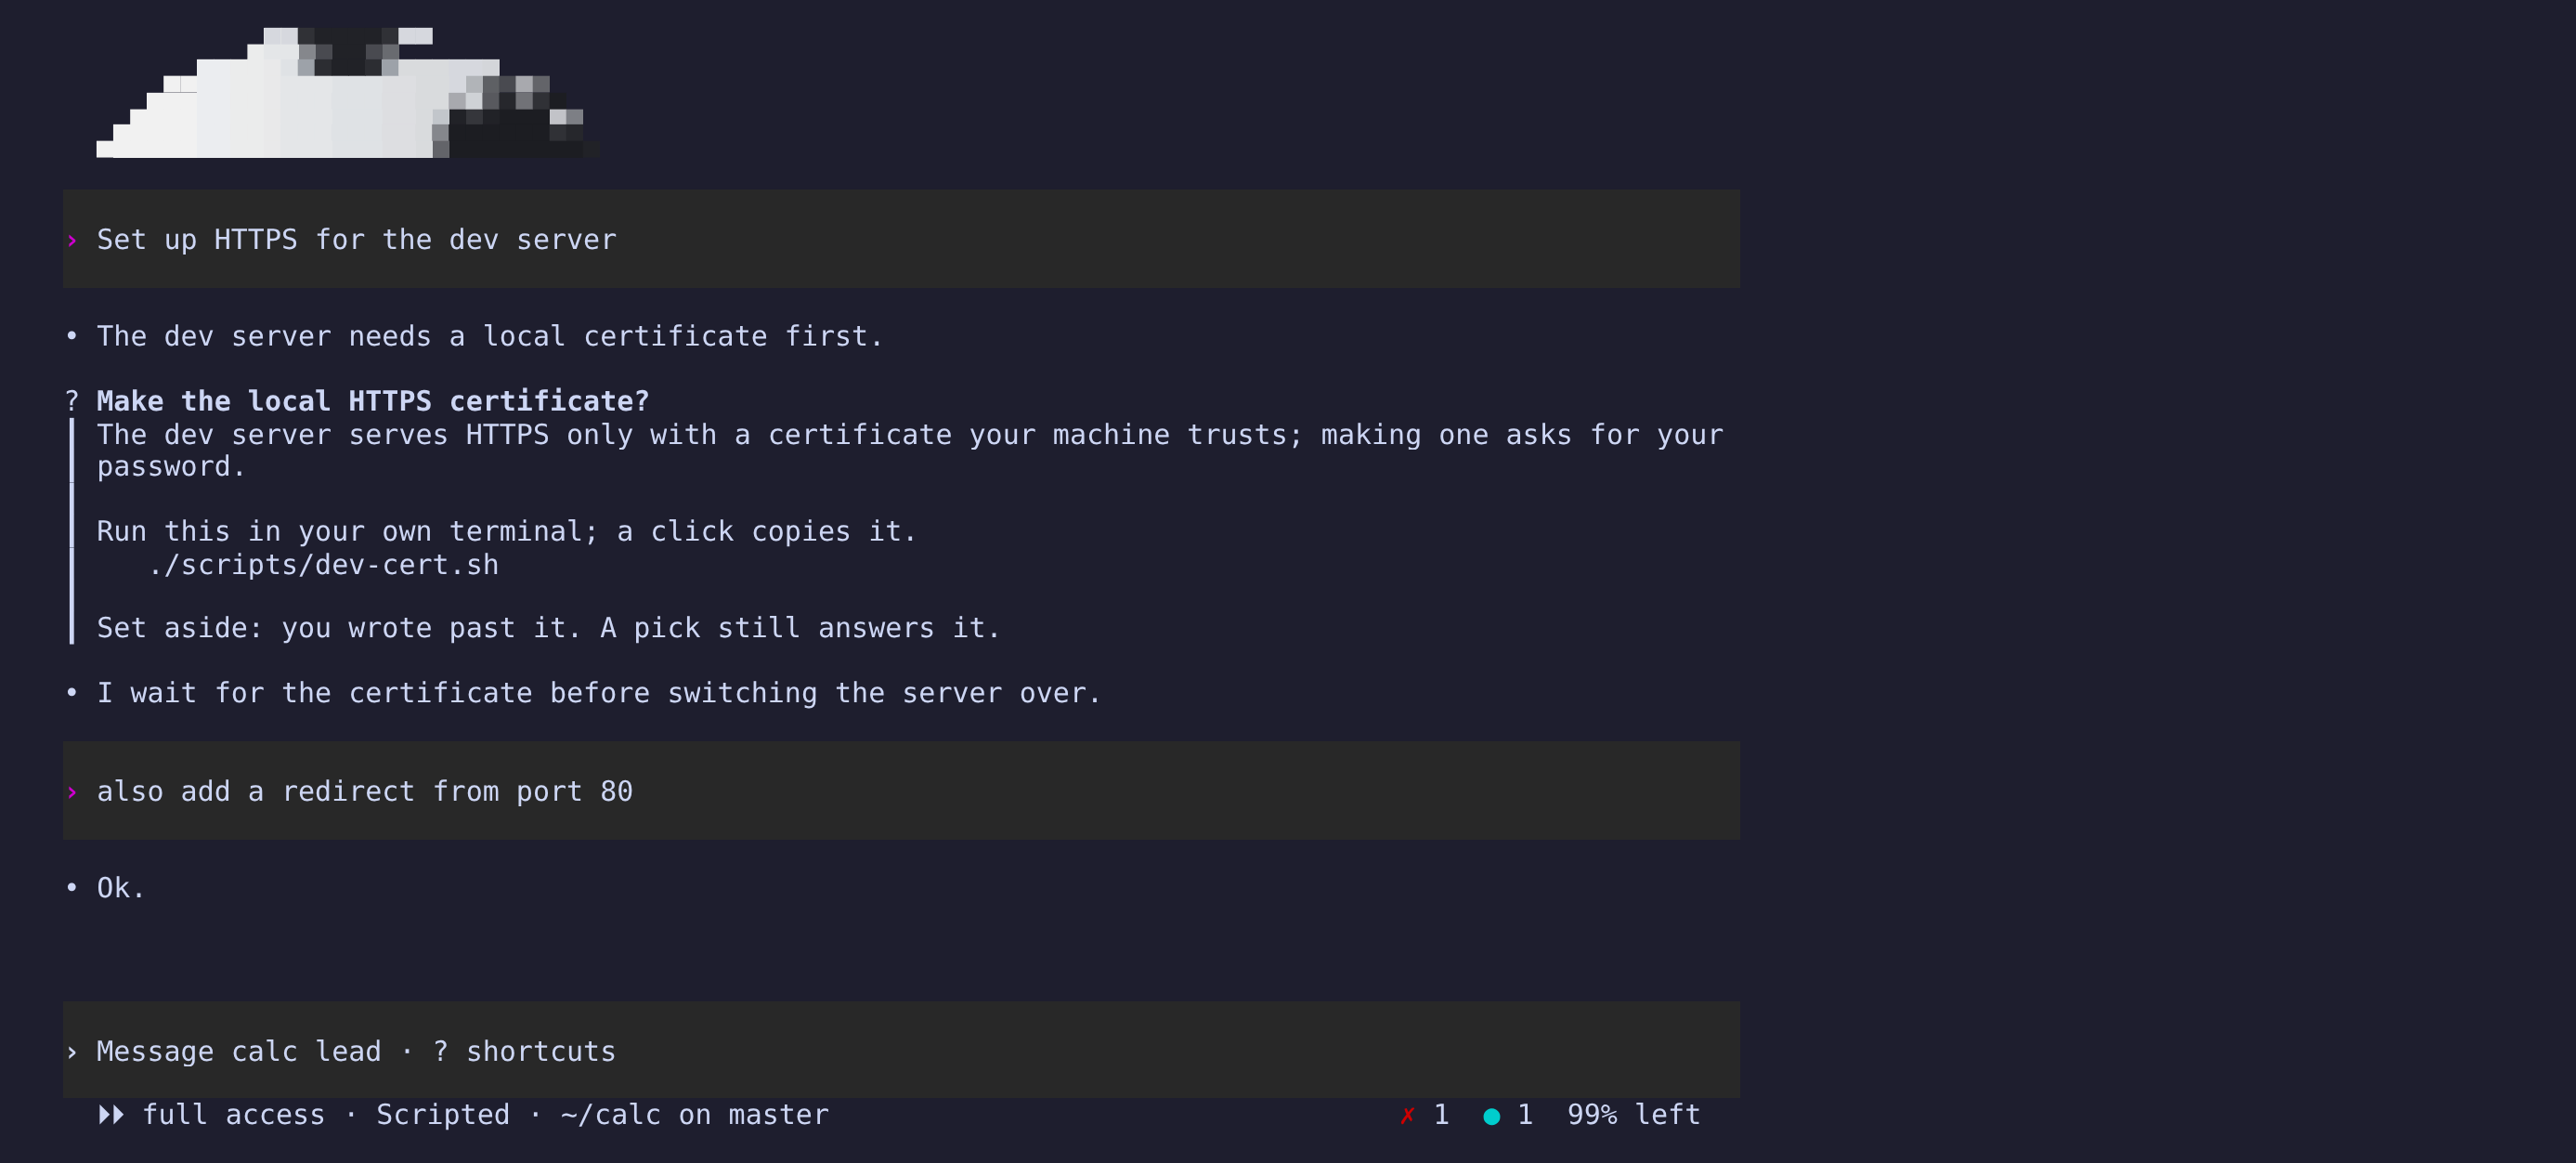 › Set up HTTPS for the dev server
• The dev server needs a local certificate first.
? Make the local HTTPS certificate?
The dev server serves HTTPS only with a certificate your machine trusts; making one asks for your
password.
Run this in your own terminal; a click copies it.
./scripts/dev-cert.sh
Set aside: you wrote past it. A pick still answers it.
• I wait for the certificate before switching the server over.
› also add a redirect from port 80
• Ok.
› Message calc lead · ? shortcuts
⏵⏵ full access · Scripted · ~/calc on master ✗ 1 ● 1 99% left